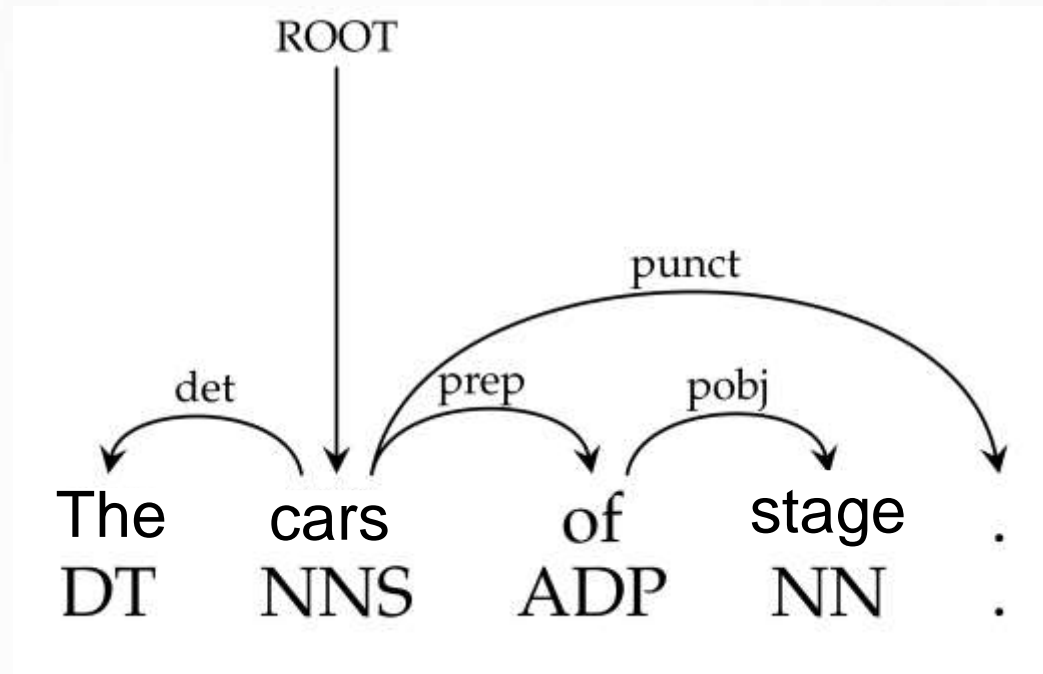 ROOT
punct
det prep pobj
The cars of stage .
DT NNS ADP NN .